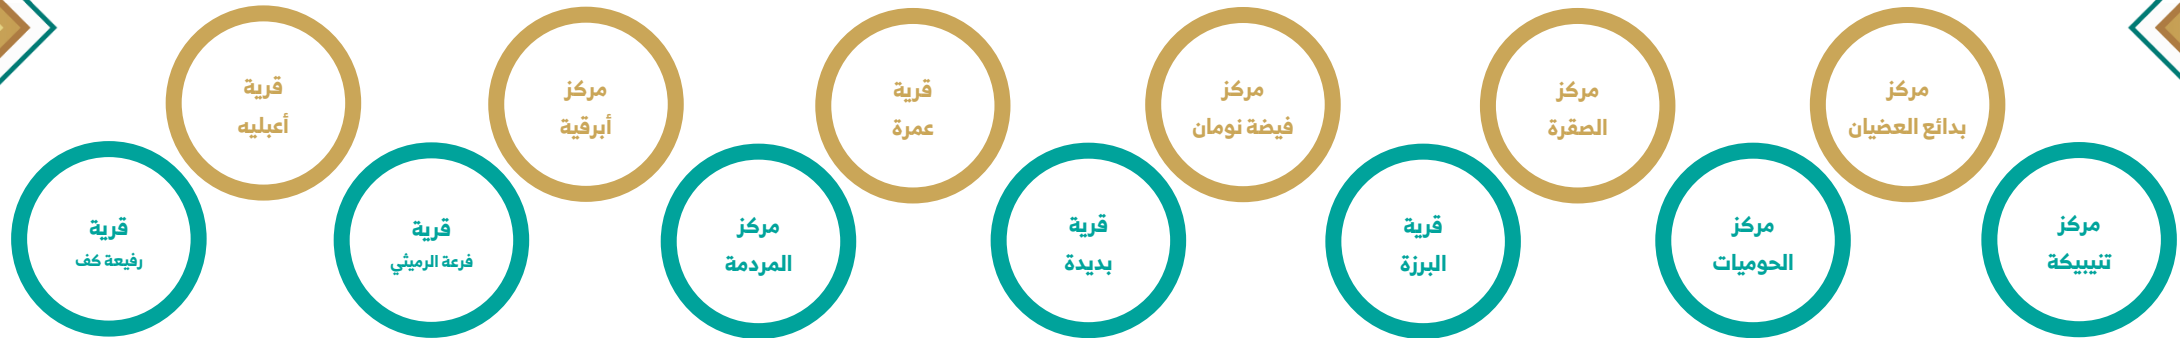 مركز
بدائع العضيان
مركز
الصقرة
مركز
فيضة نومان
قرية
عمرة
مركز
أبرقية
قرية
أعبليه
مركز
تنيبيكة
مركز
الحوميات
قرية
البرزة
قرية
بديدة
مركز
المردمة
قرية
فرعة الرميثي
قرية
رفيعة كف